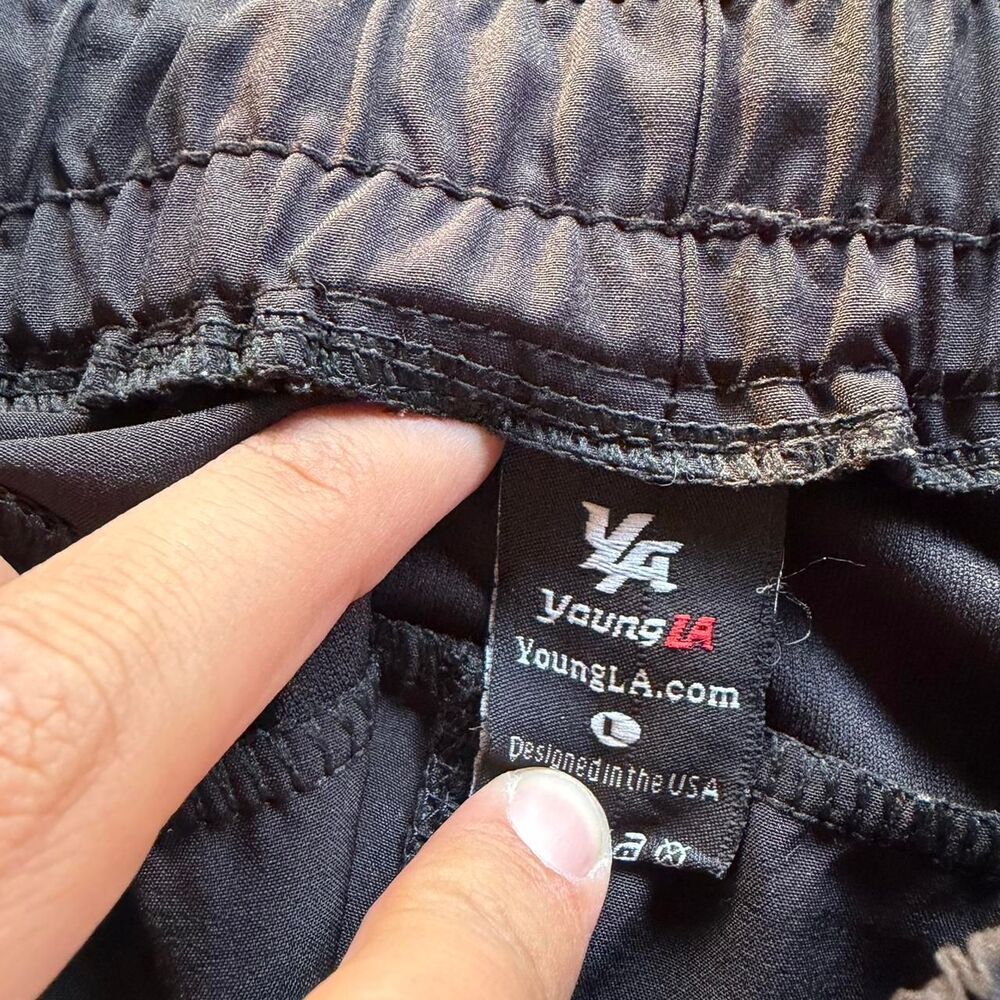 YA
YoungLA
YoungLA.com
L
Designed in the USA